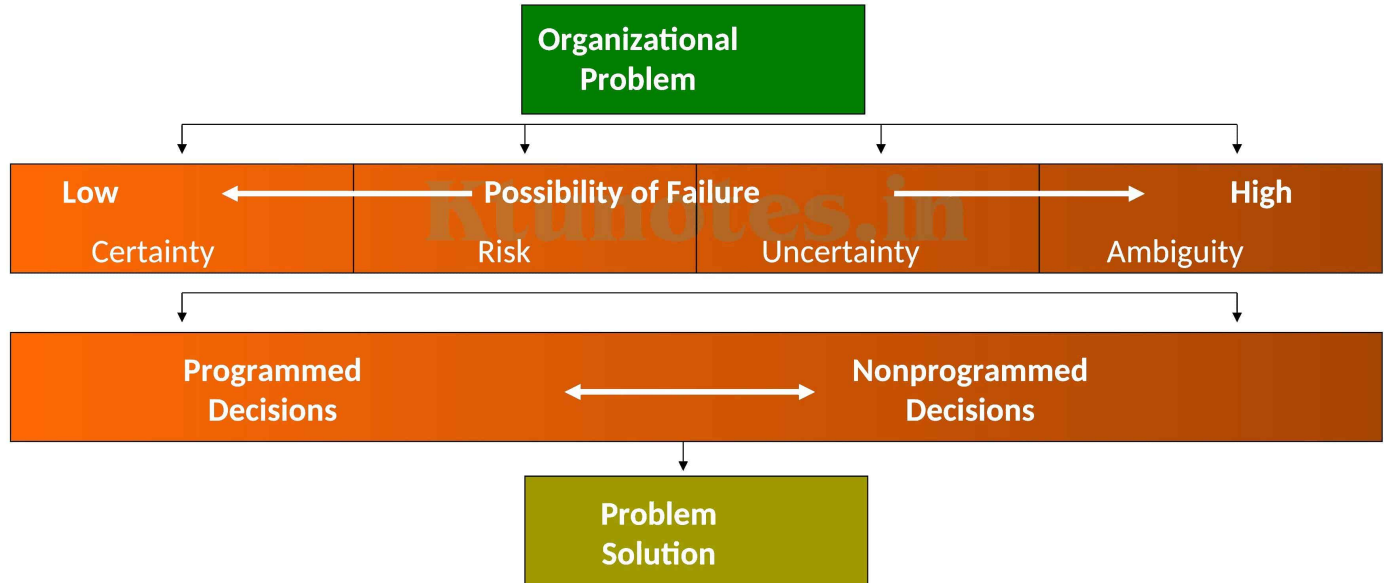 Organizational
Problem
Low Possibility of Failure High
Ktunotes.in
Certainty Risk Uncertainty Ambiguity
Programmed Nonprogrammed
Decisions Decisions
Problem
Solution